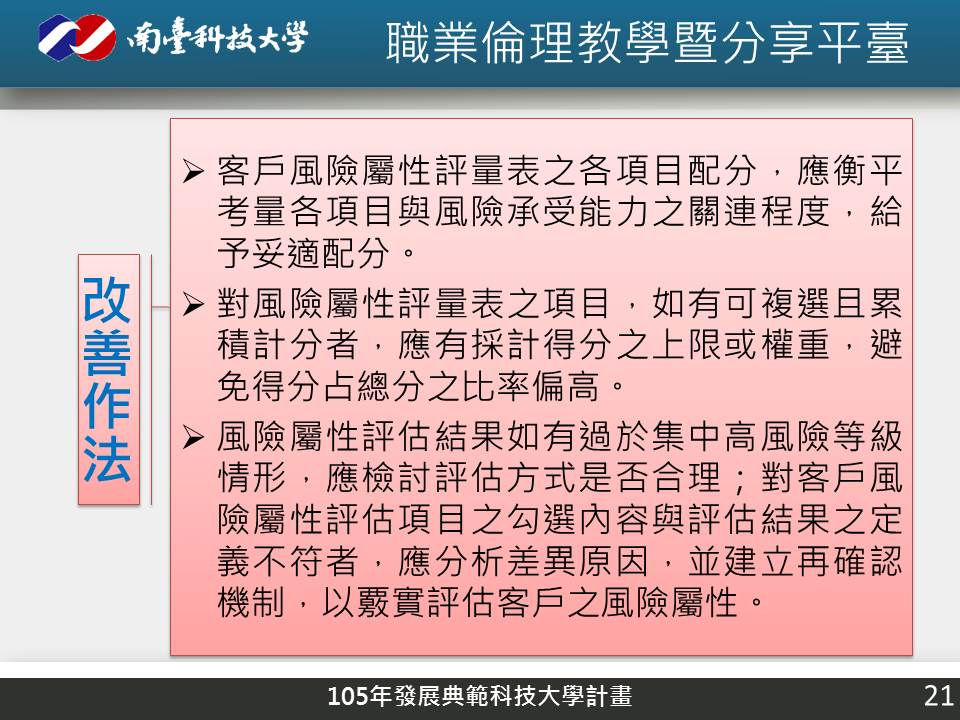 南臺科技大學
職業倫理教學暨分享平臺
改善作法
➢ 客戶風險屬性評量表之各項目配分，應衡平
考量各項目與風險承受能力之關連程度，給
予妥適配分。
➢ 對風險屬性評量表之項目，如有可複選且累
積計分者，應有採計得分之上限或權重，避
免得分占總分之比率偏高。
➢ 風險屬性評估結果如有過於集中高風險等級
情形，應檢討評估方式是否合理；對客戶風
險屬性評估項目之勾選內容與評估結果之定
義不符者，應分析差異原因，並建立再確認
機制，以覈實評估客戶之風險屬性。
105年發展典範科技大學計畫
21